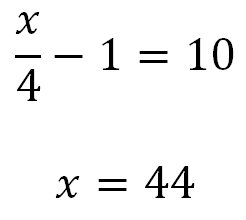 x/4 − 1 = 10
x = 44